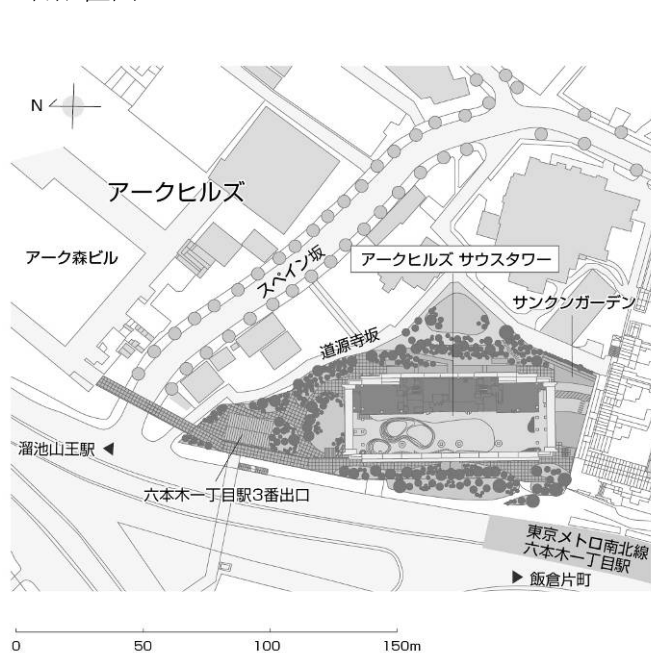 N
アークヒルズ
アーク森ビル
スペイン坂
アークヒルズ サウスタワー
サンクンガーデン
道源寺坂
溜池山王駅 ◀
六本木一丁目駅3番出口
東京メトロ南北線
六本木一丁目駅
▶ 飯倉片町
0 50 100 150m